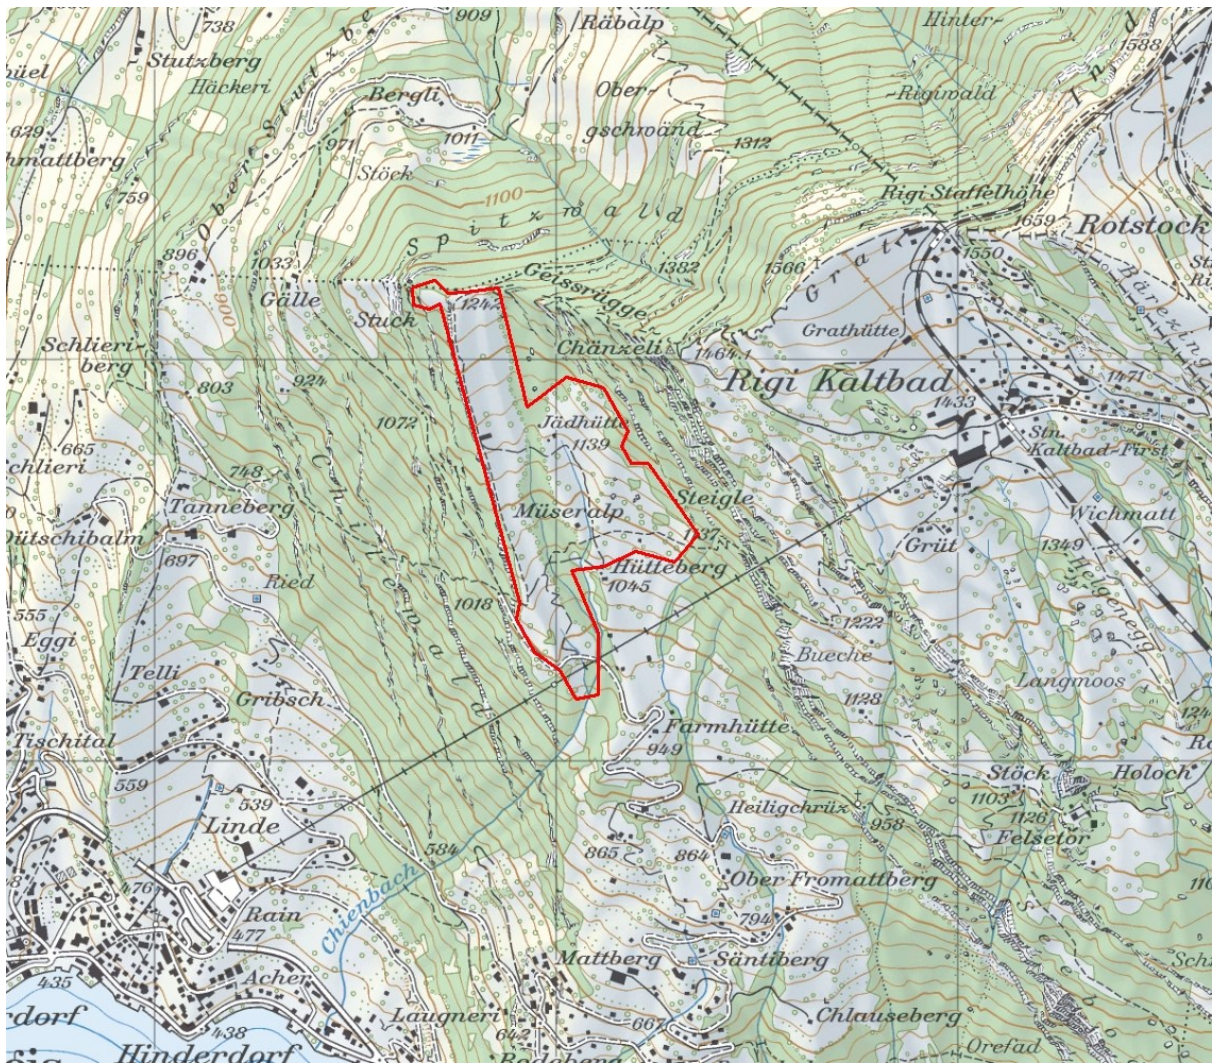 738
909
Räbalp
Hinter-
1588
Stutzberg
Häckeri
Bergli
Ober-
gschwänd
Rigiwald
629
971
1011
1312
Stöck
759
1100
Spitzwald
Rigi Staffelhöhe
1659
Rotstock
Ober Stutzberg
896
1033
1382
1566
Grat
1550
Geissrügge
900
Gälle
1242
Stuck
Grathütte
Schlieri-
berg
Chänzeli
1464.1
Rigi Kaltbad
1471
803
924
1433
1072
Jädhütte
1139
Stn.
Kaltbad-First
665
748
Steigle
Tanneberg
Müseralp
Wichmatt
Grüt
1349
697
Hütteberg
1045
Heigenegg
Ried
Chilewald
1018
555
Eggi
1222
Bueche
Telli
Langmoos
Gribsch
1128
Farmhütte
949
Tischital
559
539
Stöck
Holoch
1103
Heiligchrüz
958
1126
Felsetor
Linde
584
865
864
Ober Fromattberg
476
Chienbach
Rain
477
794
Mattberg
Säntiberg
435
Acher
438
Laugneri
642
667
Chlauseberg
Hinderdorf
Orefad